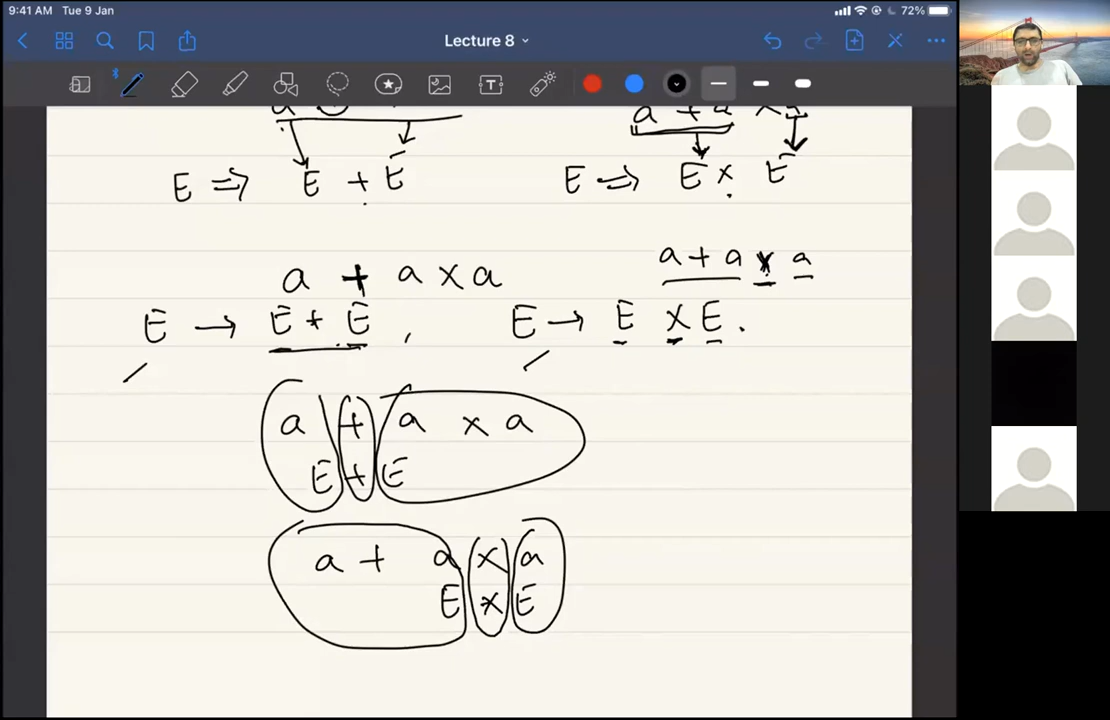 9:41 AM Tue 9 Jan 72%
Lecture 8
a + a × a
E ⇒ E + E E ⇒ E × E
a + a × a a + a × a
E → E + E , E → E × E .
a + a × a
E + E
a + a × a
E × E